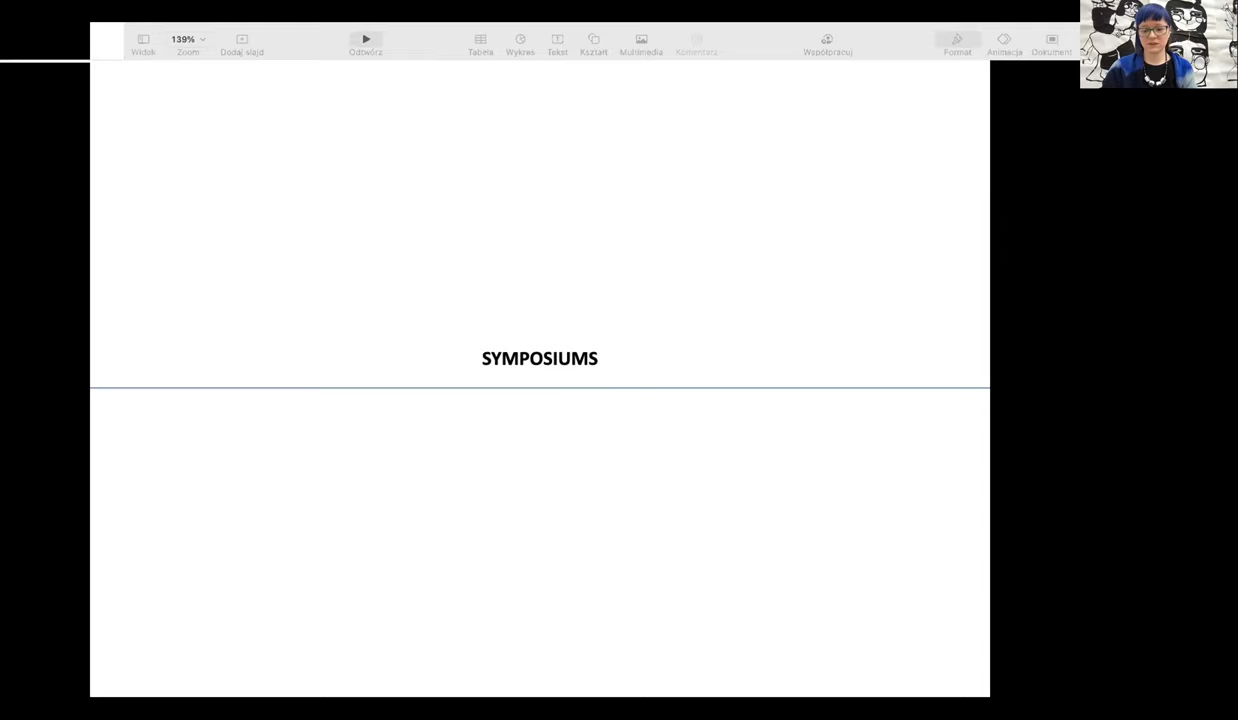 139%
Widok Zoom Dodaj slajd Odtwórz Tabela Wykres Tekst Kształt Multimedia Komentarz Współpracuj Format Animacja Dokument
SYMPOSIUMS